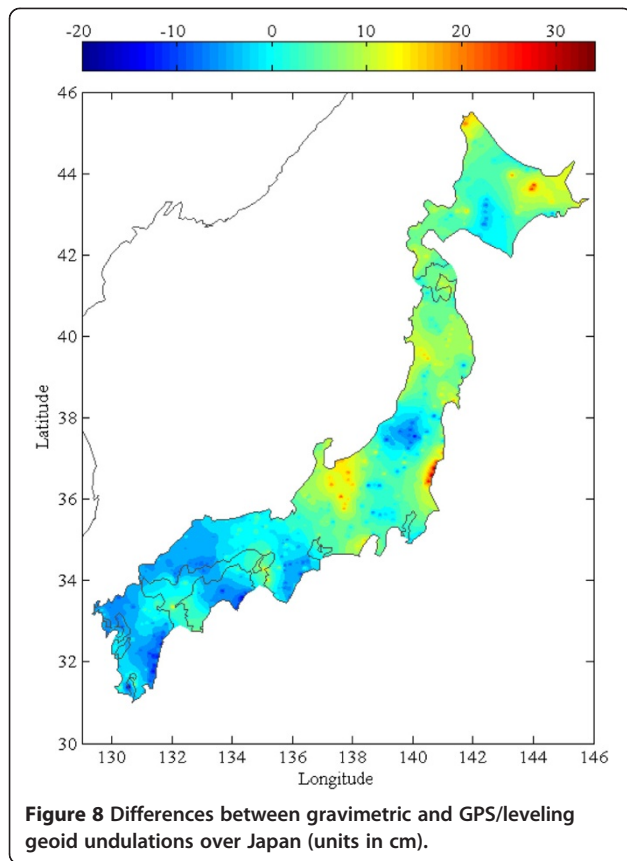 -20 -10 0 10 20 30
46
44
42
40
38
36
34
32
30
Latitude
130 132 134 136 138 140 142 144 146
Longitude
Figure 8 Differences between gravimetric and GPS/leveling
geoid undulations over Japan (units in cm).